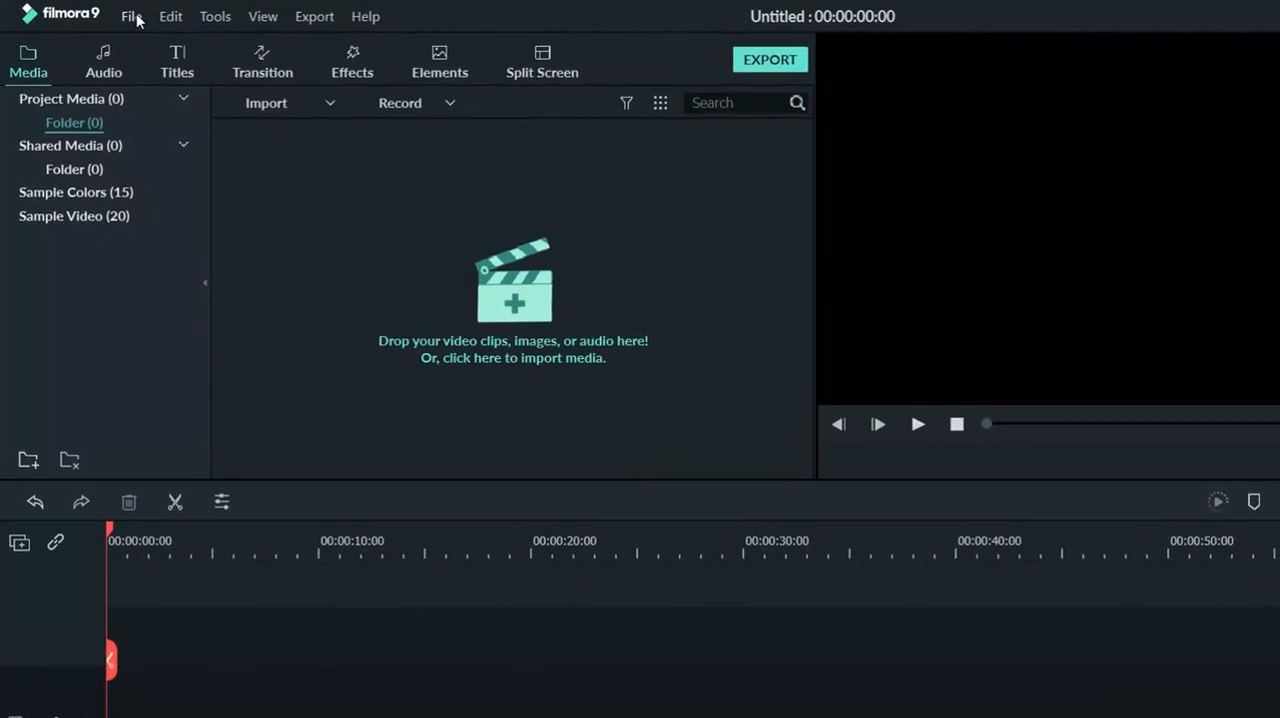 filmora9 File Edit Tools View Export Help Untitled : 00:00:00:00
Media Audio Titles Transition Effects Elements Split Screen EXPORT
Project Media (0)
Folder (0)
Shared Media (0)
Folder (0)
Sample Colors (15)
Sample Video (20)
Import Record Search
Drop your video clips, images, or audio here!
Or, click here to import media.
00:00:00:00 00:00:10:00 00:00:20:00 00:00:30:00 00:00:40:00 00:00:50:00